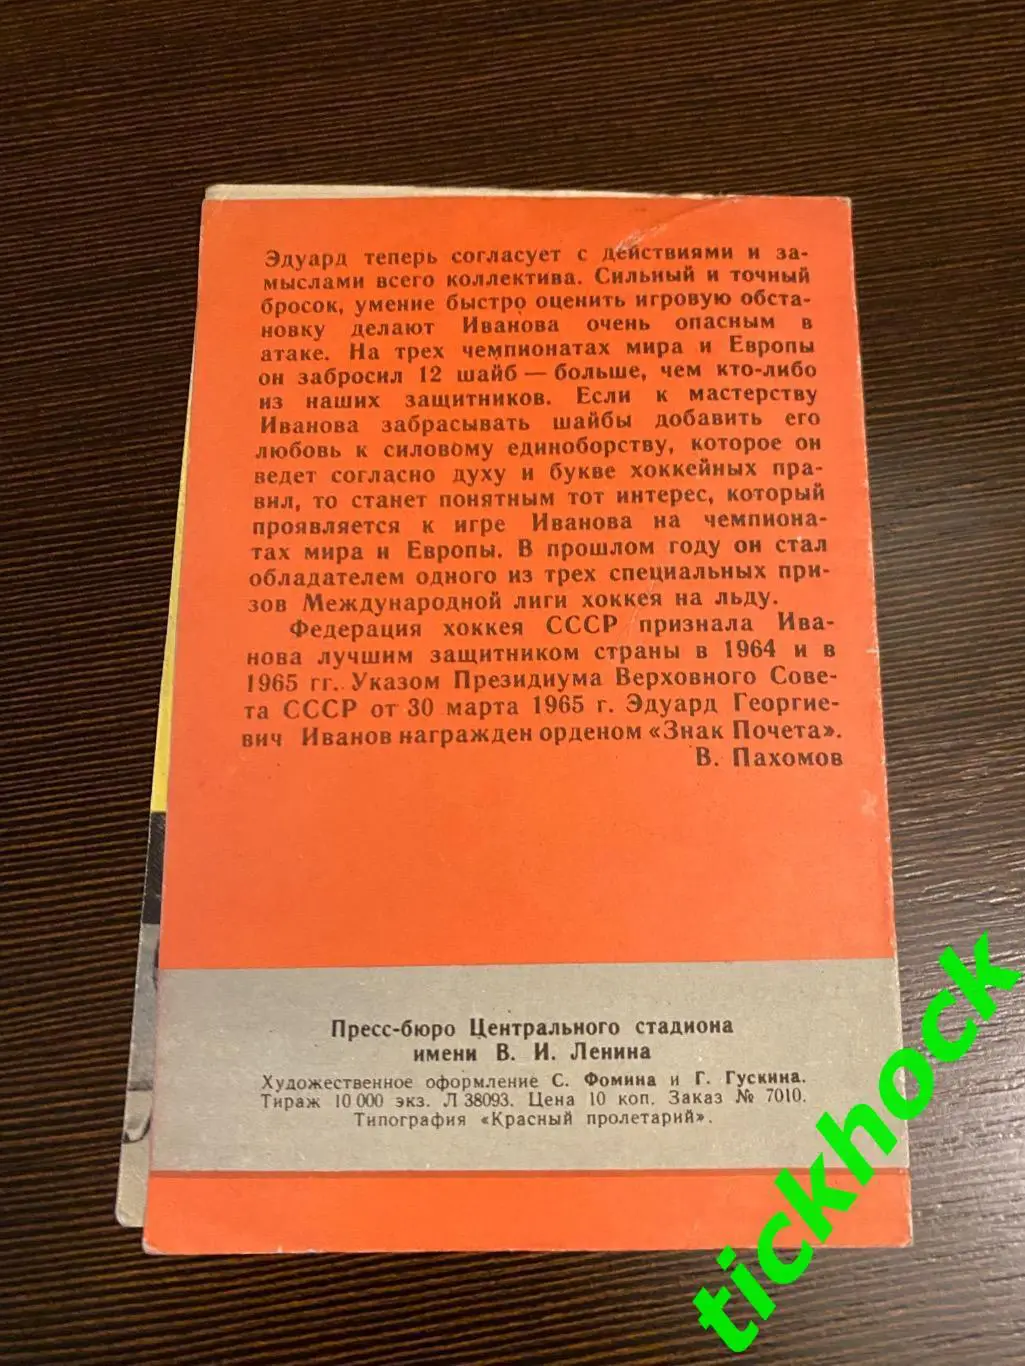 Эдуард теперь согласует с действиями и за-
мыслами всего коллектива. Сильный и точный
бросок, умение быстро оценить игровую обста-
новку делают Иванова очень опасным в
атаке. На трех чемпионатах мира и Европы
он забросил 12 шайб — больше, чем кто-либо
из наших защитников. Если к мастерству
Иванова забрасывать шайбы добавить его
любовь к силовому единоборству, которое он
ведет согласно духу и букве хоккейных пра-
вил, то станет понятным тот интерес, который
проявляется к игре Иванова на чемпиона-
тах мира и Европы. В прошлом году он стал
обладателем одного из трех специальных при-
зов Международной лиги хоккея на льду.
Федерация хоккея СССР признала Ива-
нова лучшим защитником страны в 1964 и в
1965 гг. Указом Президиума Верховного Сове-
та СССР от 30 марта 1965 г. Эдуард Георгие-
вич Иванов награжден орденом «Знак Почета».
В. Пахомов
Пресс-бюро Центрального стадиона
имени В. И. Ленина
Художественное оформление С. Фомина и Г. Гускина.
Тираж 10 000 экз. Л 38093. Цена 10 коп. Заказ № 7010.
Типография «Красный пролетарий».
tickhock